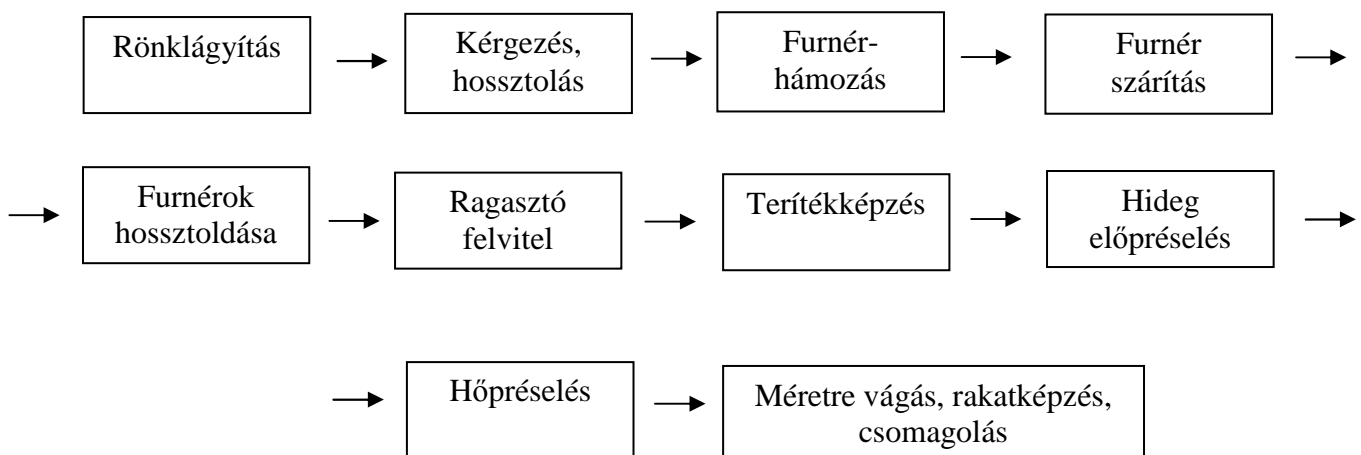 Rönklágyítás
Kérgezés,
hossztolás
Furnér-
hámozás
Furnér
szárítás
Furnérok
hossztoldása
Ragasztó
felvitel
Terítékképzés
Hideg
előpréselés
Hőpréselés
Méretre vágás, rakatképzés,
csomagolás